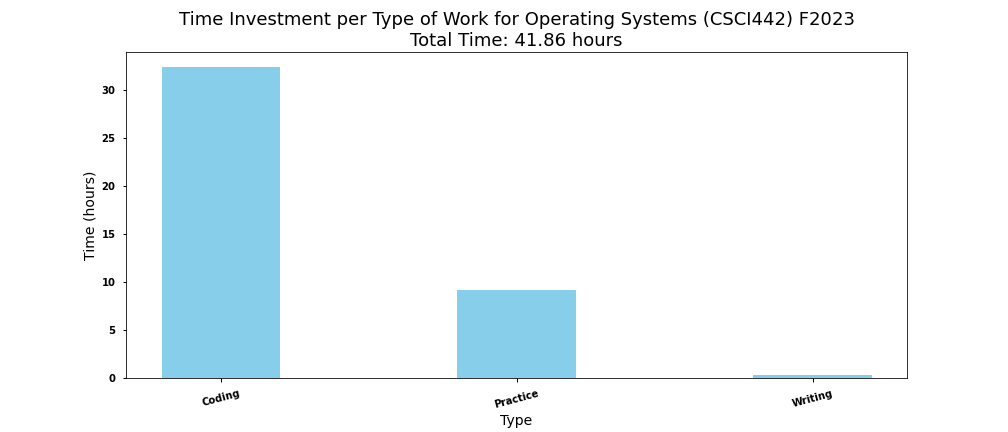 Time Investment per Type of Work for Operating Systems (CSCI442) F2023
Total Time: 41.86 hours
Time (hours)
30
25
20
15
10
5
0
Coding
Practice
Writing
Type